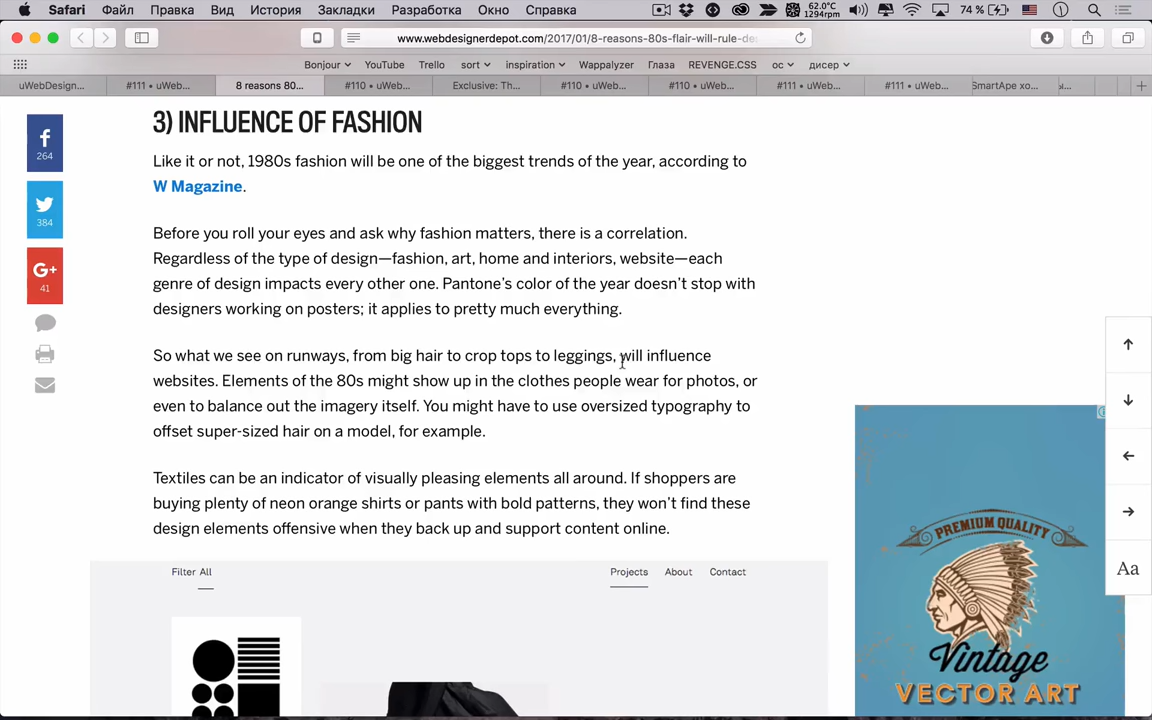 Safari Файл Правка Вид История Закладки Разработка Окно Справка 62.0°C 1294rpm 74 %
www.webdesignerdepot.com/2017/01/8-reasons-80s-flair-will-rule-de
Bonjour YouTube Trello sort inspiration Wappalyzer Глаза REVENGE.CSS ос дисер
uWebDesign... #111 • uWeb... 8 reasons 80... #110 • uWeb... Exclusive: Th... #110 • uWeb... #110 • uWeb... #111 • uWeb... #111 • uWeb... SmartApe хо...
3) INFLUENCE OF FASHION
Like it or not, 1980s fashion will be one of the biggest trends of the year, according to
W Magazine.
Before you roll your eyes and ask why fashion matters, there is a correlation.
Regardless of the type of design—fashion, art, home and interiors, website—each
genre of design impacts every other one. Pantone's color of the year doesn't stop with
designers working on posters; it applies to pretty much everything.
So what we see on runways, from big hair to crop tops to leggings, will influence
websites. Elements of the 80s might show up in the clothes people wear for photos, or
even to balance out the imagery itself. You might have to use oversized typography to
offset super-sized hair on a model, for example.
Textiles can be an indicator of visually pleasing elements all around. If shoppers are
buying plenty of neon orange shirts or pants with bold patterns, they won't find these
design elements offensive when they back up and support content online.
Filter All Projects About Contact
f
264
384
G+
41
Aa
PREMIUM QUALITY
Vintage
VECTOR ART